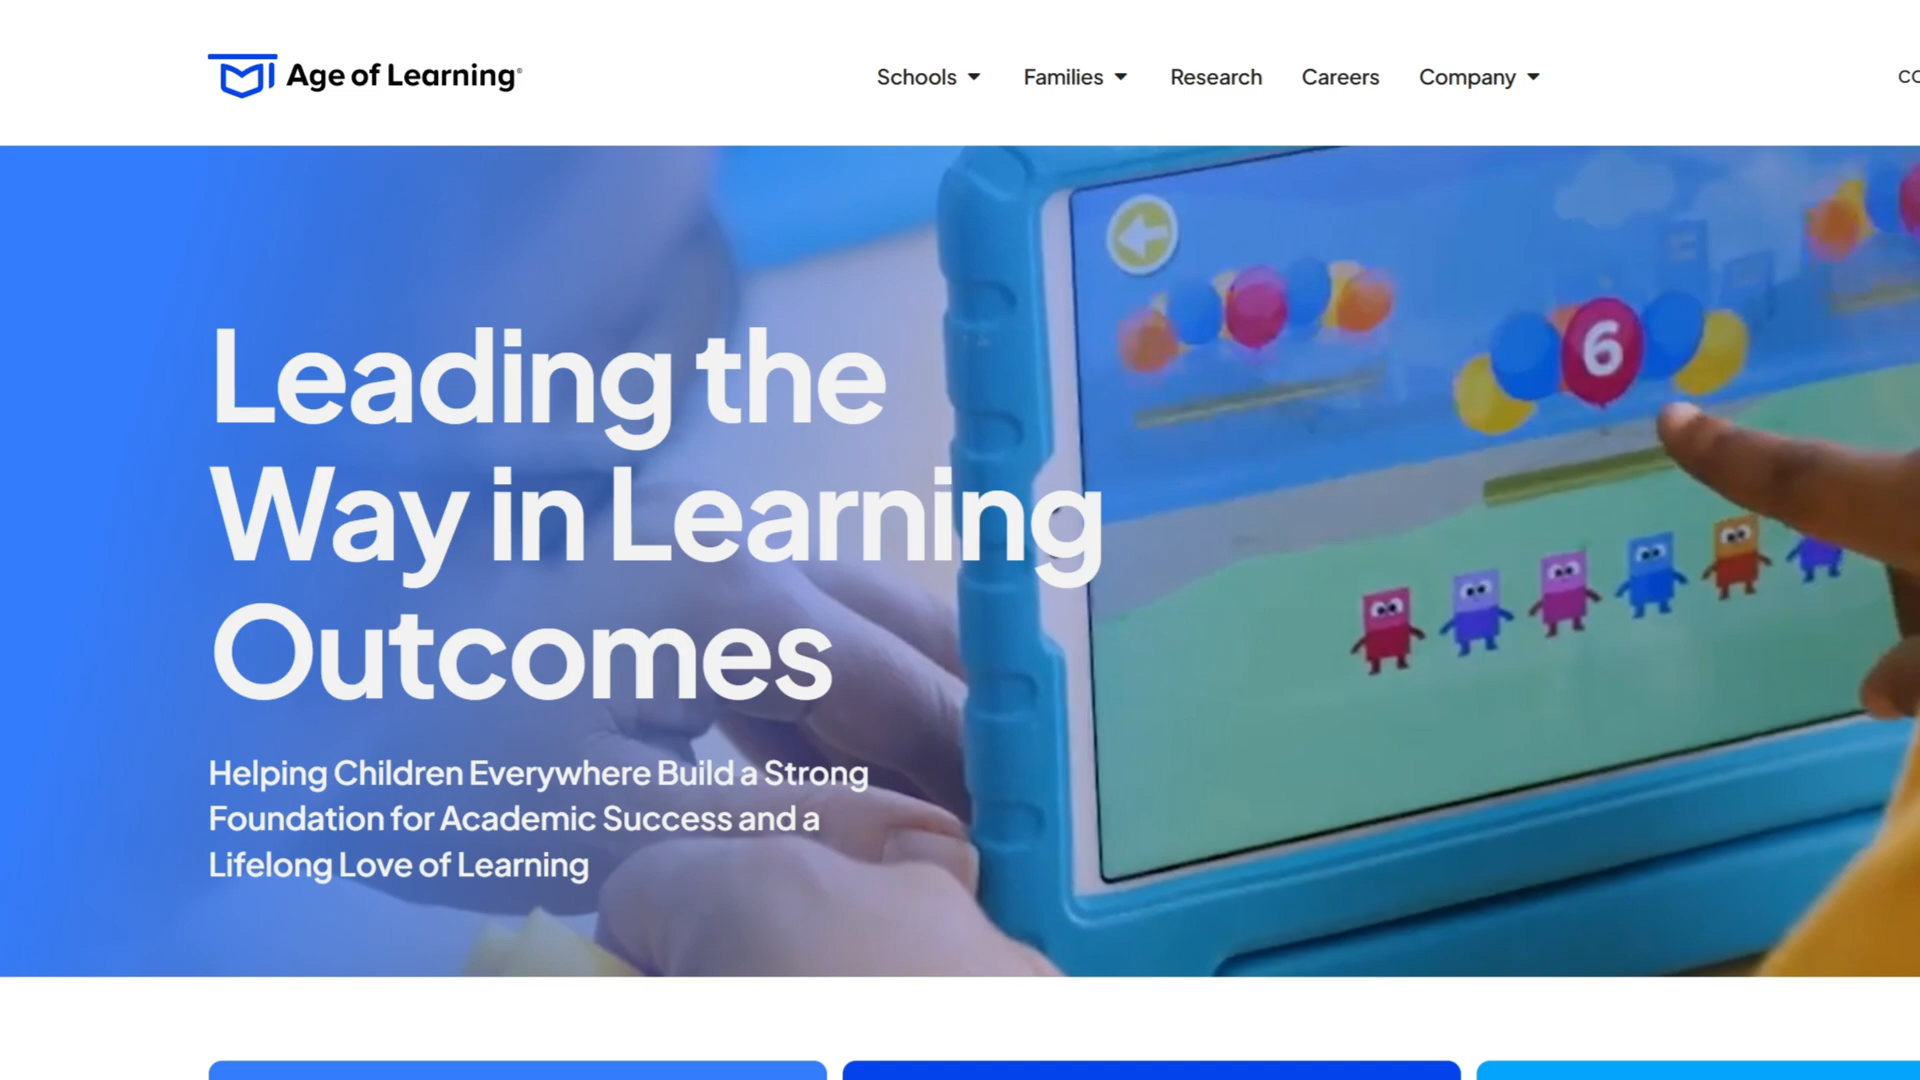 Age of Learning
Schools
Families
Research
Careers
Company
Leading the
Way in Learning
Outcomes
Helping Children Everywhere Build a Strong
Foundation for Academic Success and a
Lifelong Love of Learning
6